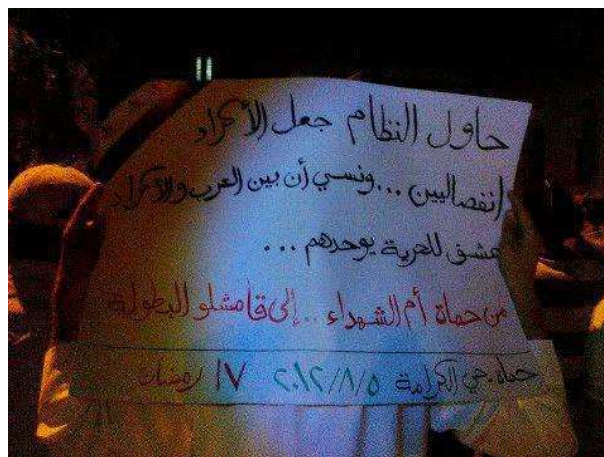 حاول النظام جعل الأكراد
انفصاليين ... ونسي أن بين العرب والأكراد
عشق للحرية يوحدهم ...
من حماة أم الشهداء .. إلى قامشلو البطولة
حماه - حي الكرامة ٢٠١٢/٨/٥ ١٧ رمضان